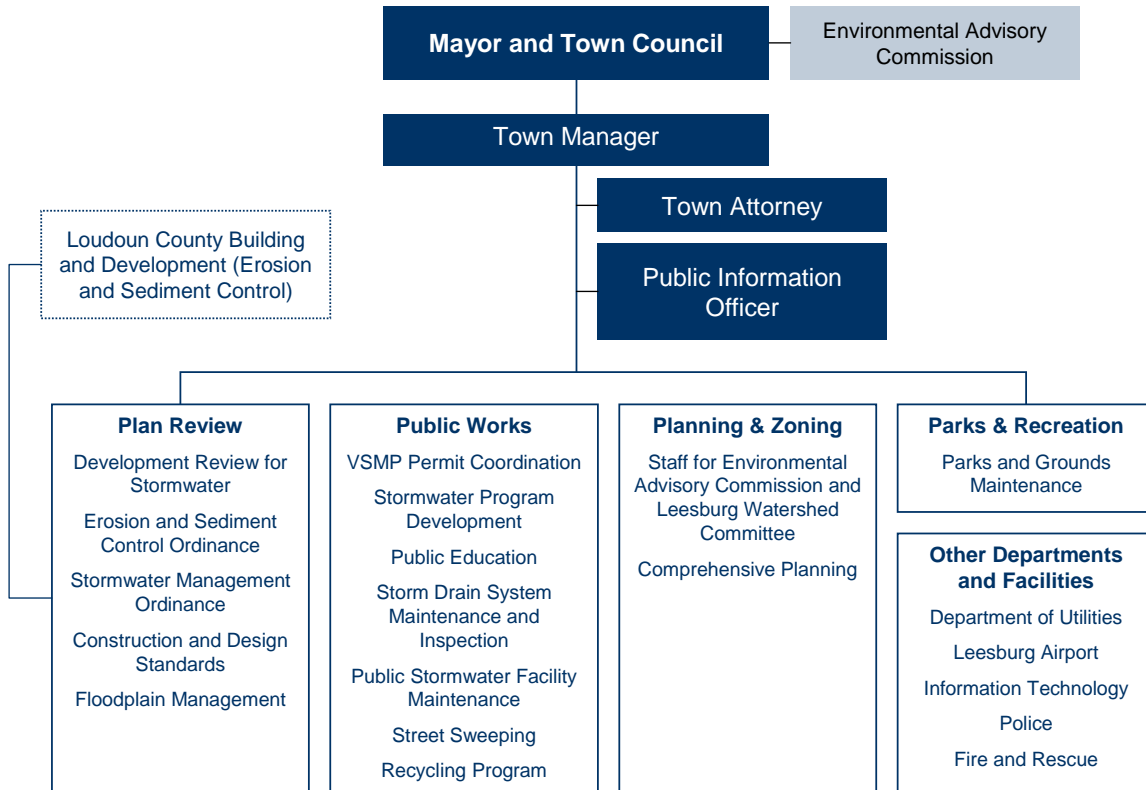 Mayor and Town Council
Environmental Advisory
Commission
Town Manager
Town Attorney
Public Information
Officer
Loudoun County Building
and Development (Erosion
and Sediment Control)
Plan Review
Development Review for
Stormwater
Erosion and Sediment
Control Ordinance
Stormwater Management
Ordinance
Construction and Design
Standards
Floodplain Management
Public Works
VSMP Permit Coordination
Stormwater Program
Development
Public Education
Storm Drain System
Maintenance and
Inspection
Public Stormwater Facility
Maintenance
Street Sweeping
Recycling Program
Planning & Zoning
Staff for Environmental
Advisory Commission and
Leesburg Watershed
Committee
Comprehensive Planning
Parks & Recreation
Parks and Grounds
Maintenance
Other Departments
and Facilities
Department of Utilities
Leesburg Airport
Information Technology
Police
Fire and Rescue